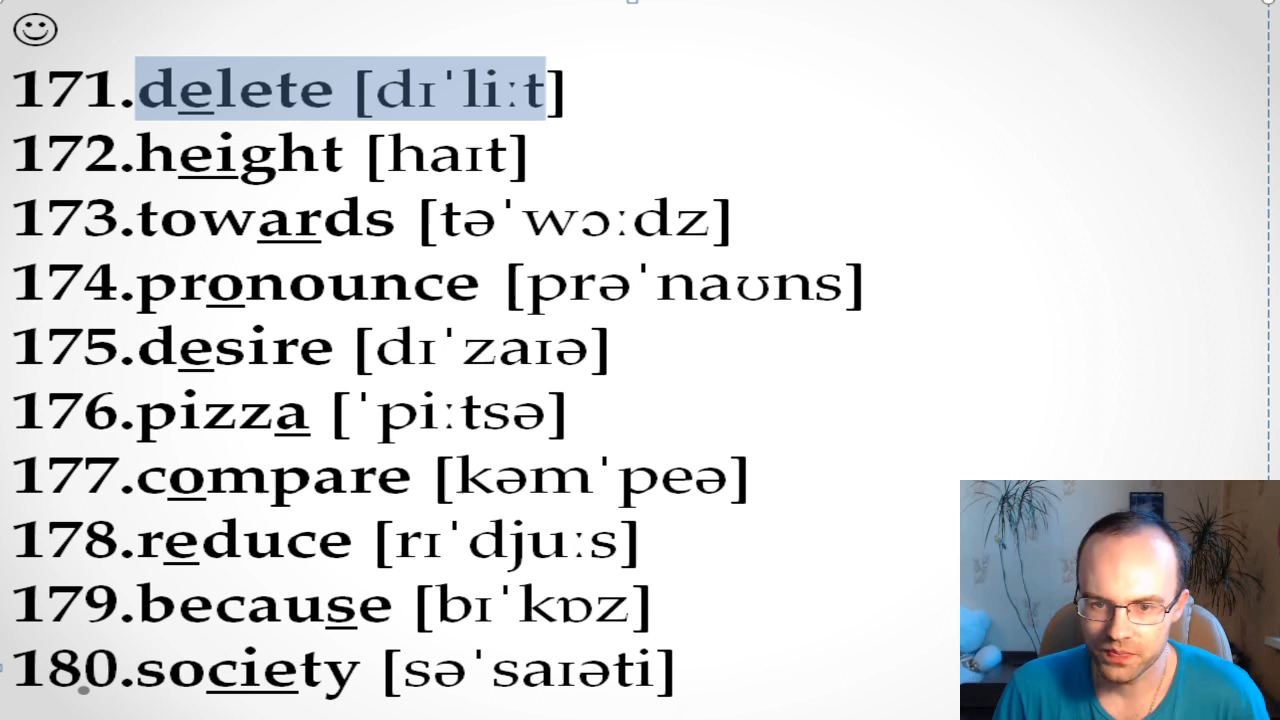 171.delete [dɪˈliːt]
172.height [haɪt]
173.towards [təˈwɔːdz]
174.pronounce [prəˈnaʊns]
175.desire [dɪˈzaɪə]
176.pizza [ˈpiːtsə]
177.compare [kəmˈpeə]
178.reduce [rɪˈdjuːs]
179.because [bɪˈkɒz]
180.society [səˈsaɪəti]